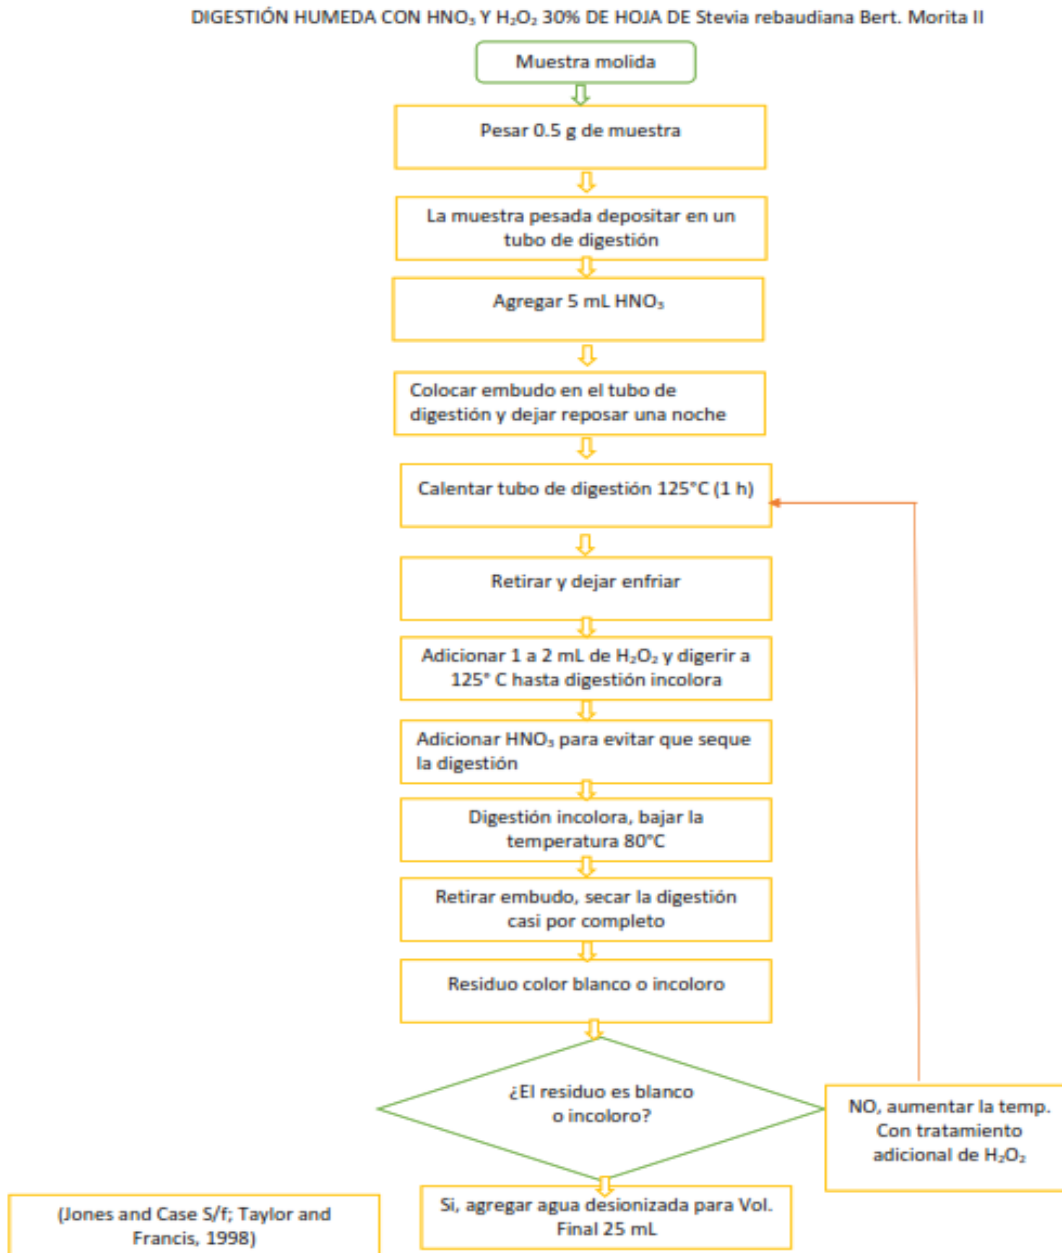 DIGESTIÓN HUMEDA CON HNO₃ Y H₂O₂ 30% DE HOJA DE Stevia rebaudiana Bert. Morita II
Muestra molida
Pesar 0.5 g de muestra
La muestra pesada depositar en un
tubo de digestión
Agregar 5 mL HNO₃
Colocar embudo en el tubo de
digestión y dejar reposar una noche
Calentar tubo de digestión 125°C (1 h)
Retirar y dejar enfriar
Adicionar 1 a 2 mL de H₂O₂ y digerir a
125° C hasta digestión incolora
Adicionar HNO₃ para evitar que seque
la digestión
Digestión incolora, bajar la
temperatura 80°C
Retirar embudo, secar la digestión
casi por completo
Residuo color blanco o incoloro
¿El residuo es blanco
o incoloro?
NO, aumentar la temp.
Con tratamiento
adicional de H₂O₂
Si, agregar agua desionizada para Vol.
Final 25 mL
(Jones and Case S/f; Taylor and
Francis, 1998)